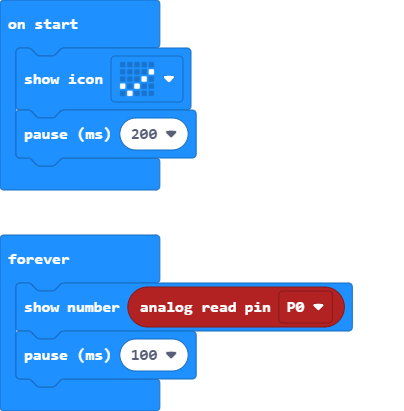 on start
show icon
pause (ms) 200
forever
show number analog read pin P0
pause (ms) 100